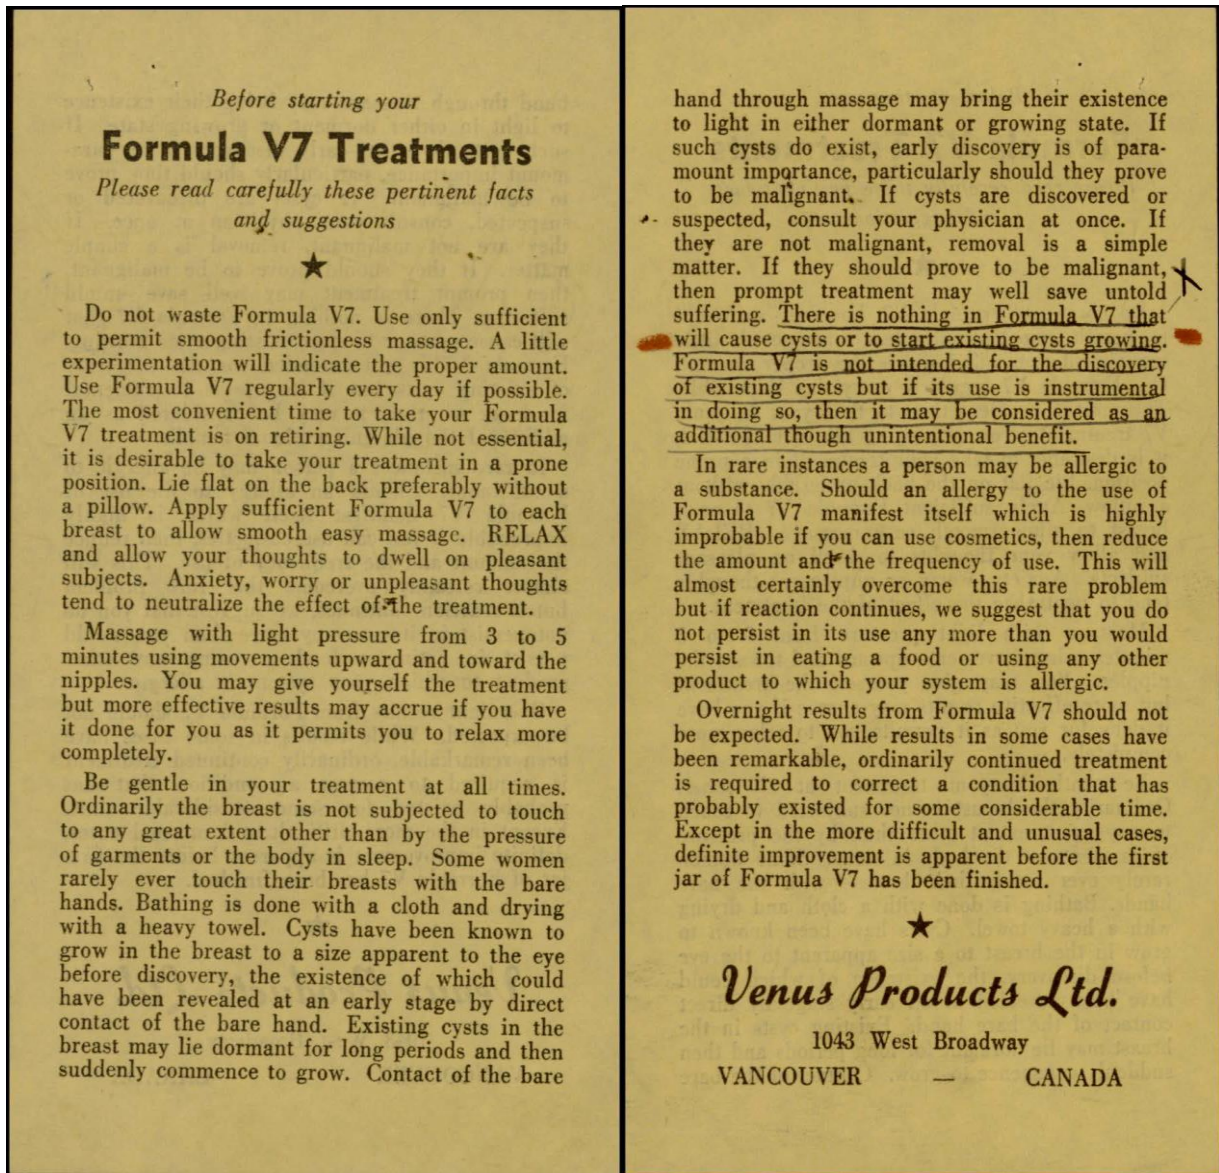 Before starting your
Formula V7 Treatments
Please read carefully these pertinent facts
and suggestions
Do not waste Formula V7. Use only sufficient
to permit smooth frictionless massage. A little
experimentation will indicate the proper amount.
Use Formula V7 regularly every day if possible.
The most convenient time to take your Formula
V7 treatment is on retiring. While not essential,
it is desirable to take your treatment in a prone
position. Lie flat on the back preferably without
a pillow. Apply sufficient Formula V7 to each
breast to allow smooth easy massage. RELAX
and allow your thoughts to dwell on pleasant
subjects. Anxiety, worry or unpleasant thoughts
tend to neutralize the effect of the treatment.
Massage with light pressure from 3 to 5
minutes using movements upward and toward the
nipples. You may give yourself the treatment
but more effective results may accrue if you have
it done for you as it permits you to relax more
completely.
Be gentle in your treatment at all times.
Ordinarily the breast is not subjected to touch
to any great extent other than by the pressure
of garments or the body in sleep. Some women
rarely ever touch their breasts with the bare
hands. Bathing is done with a cloth and drying
with a heavy towel. Cysts have been known to
grow in the breast to a size apparent to the eye
before discovery, the existence of which could
have been revealed at an early stage by direct
contact of the bare hand. Existing cysts in the
breast may lie dormant for long periods and then
suddenly commence to grow. Contact of the bare
hand through massage may bring their existence
to light in either dormant or growing state. If
such cysts do exist, early discovery is of para-
mount importance, particularly should they prove
to be malignant. If cysts are discovered or
suspected, consult your physician at once. If
they are not malignant, removal is a simple
matter. If they should prove to be malignant,
then prompt treatment may well save untold
suffering. There is nothing in Formula V7 that
will cause cysts or to start existing cysts growing.
Formula V7 is not intended for the discovery
of existing cysts but if its use is instrumental
in doing so, then it may be considered as an
additional though unintentional benefit.
In rare instances a person may be allergic to
a substance. Should an allergy to the use of
Formula V7 manifest itself which is highly
improbable if you can use cosmetics, then reduce
the amount and the frequency of use. This will
almost certainly overcome this rare problem
but if reaction continues, we suggest that you do
not persist in its use any more than you would
persist in eating a food or using any other
product to which your system is allergic.
Overnight results from Formula V7 should not
be expected. While results in some cases have
been remarkable, ordinarily continued treatment
is required to correct a condition that has
probably existed for some considerable time.
Except in the more difficult and unusual cases,
definite improvement is apparent before the first
jar of Formula V7 has been finished.
Venus Products Ltd.
1043 West Broadway
VANCOUVER — CANADA